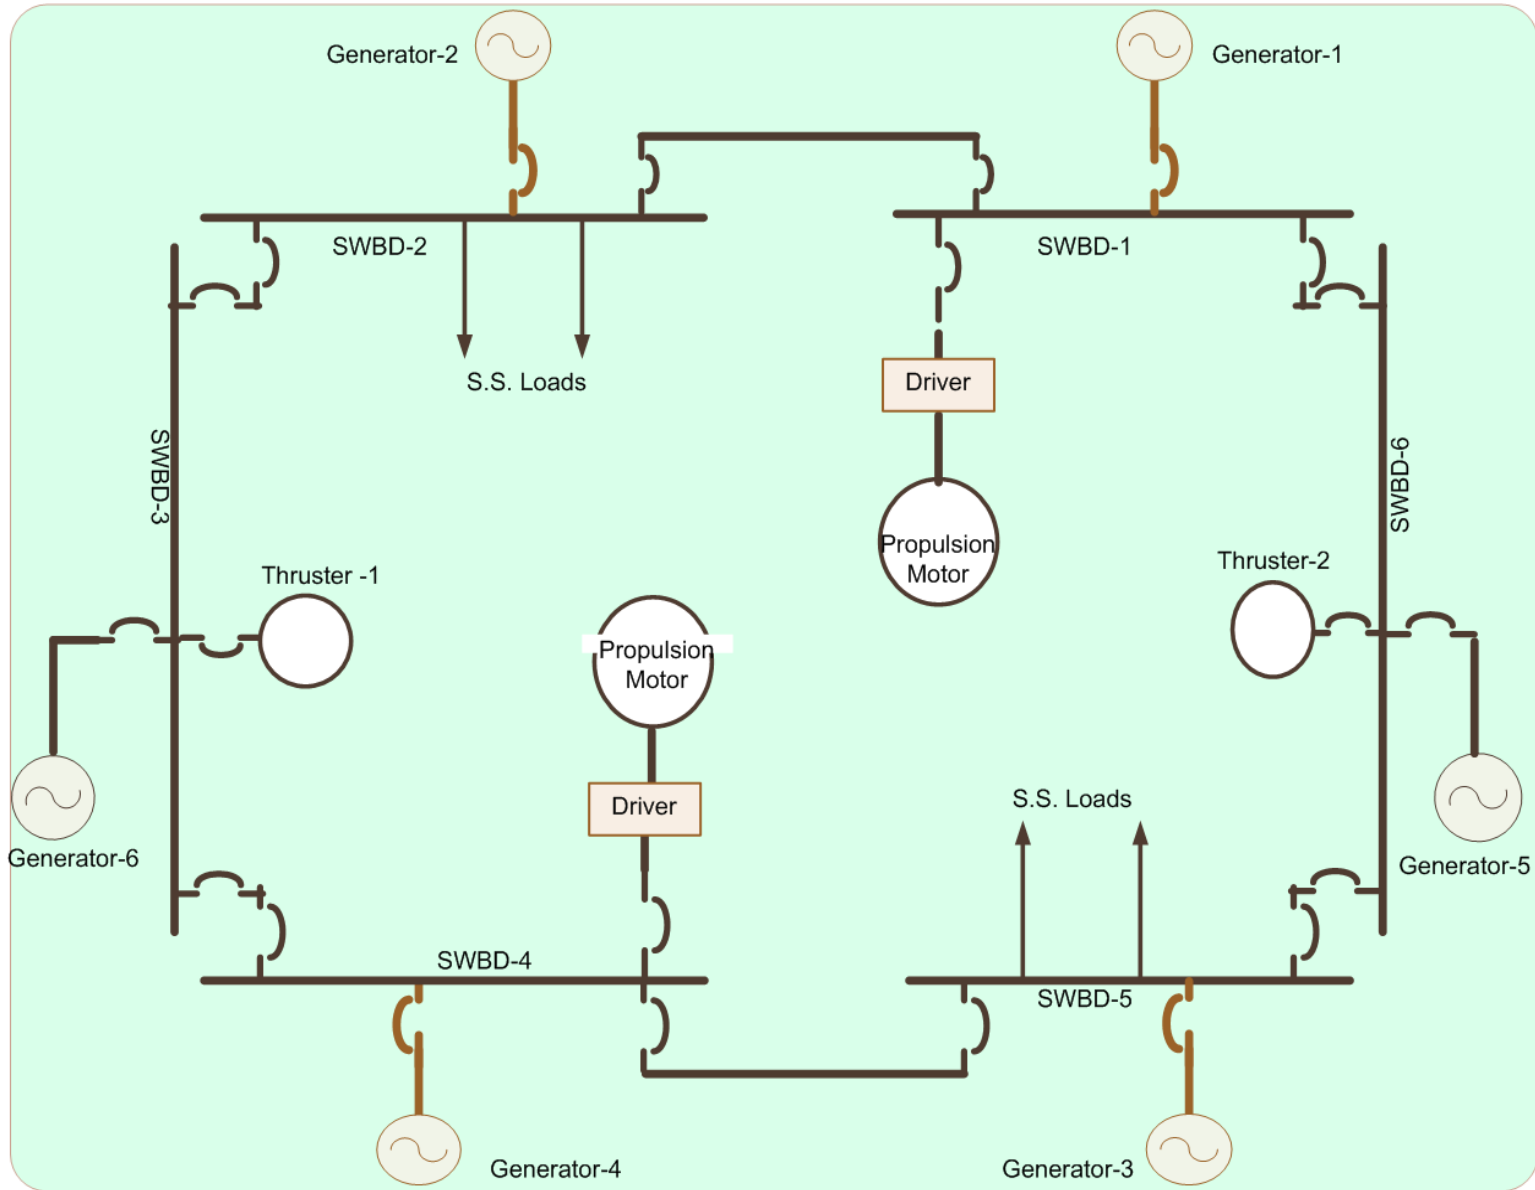 Generator-2
Generator-1
SWBD-2
SWBD-1
S.S. Loads
Driver
SWBD-3
SWBD-6
Propulsion
Motor
Thruster -1
Thruster-2
Propulsion
Motor
Driver
S.S. Loads
Generator-6
Generator-5
SWBD-4
SWBD-5
Generator-4
Generator-3